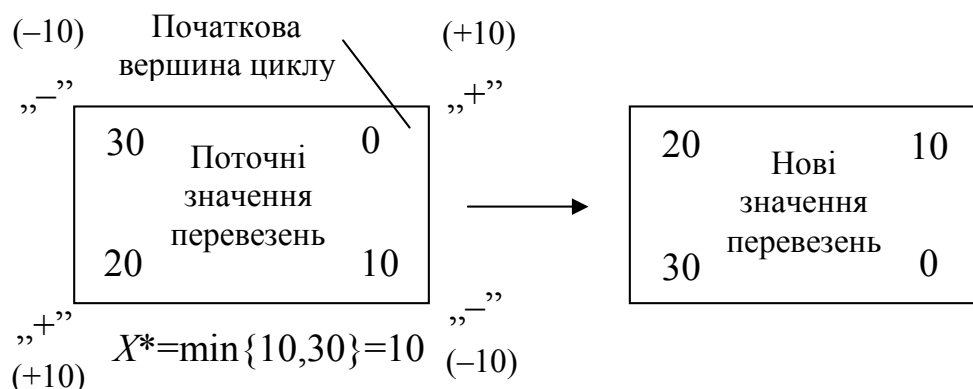 (–10)
Початкова
вершина циклу
(+10)
„–”
„+”
30 0
Поточні
значення
перевезень
20 10
20 10
Нові
значення
перевезень
30 0
„+”
(+10)
X*=min{10,30}=10
„–”
(–10)